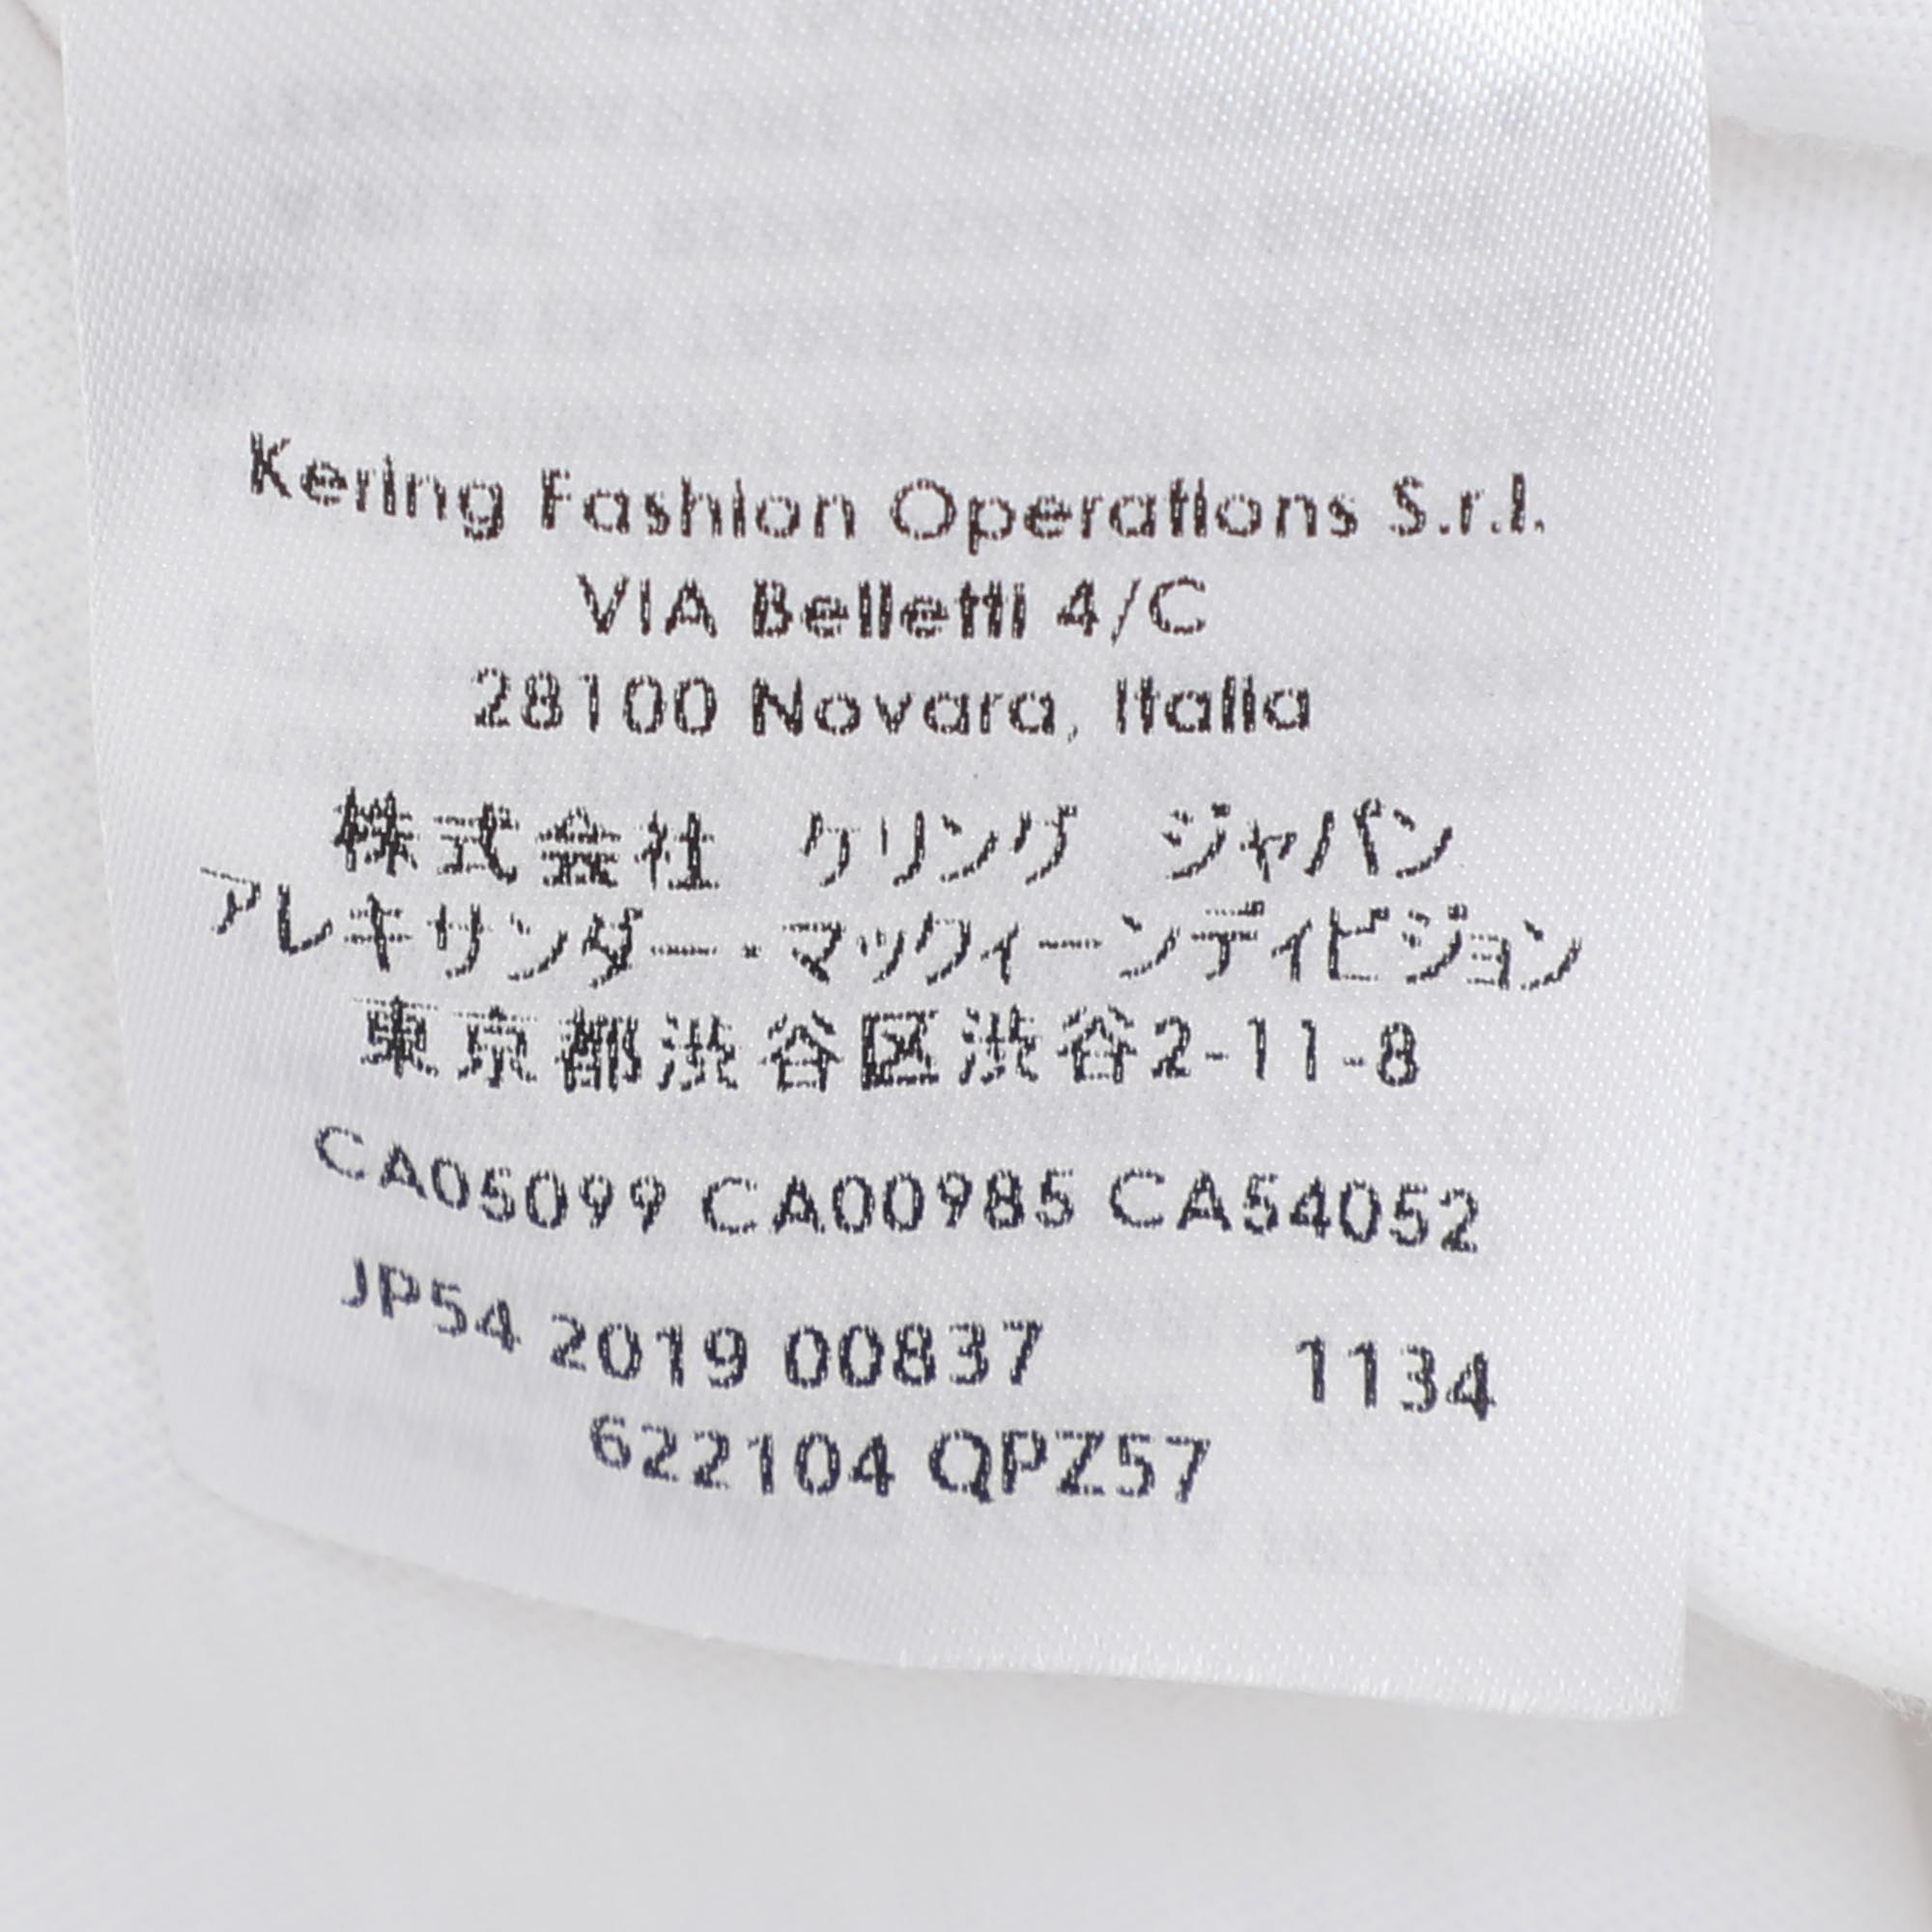 Kering Fashion Operations S.r.l.
VIA Belletti 4/C
28100 Novara, Italia
株式会社 ケリング ジャパン
アレキサンダー・マックィーンディビジョン
東京都渋谷区渋谷2-11-8
CA05099 CA00985 CA54052
JP54 2019 00837 1134
622104 QPZ57